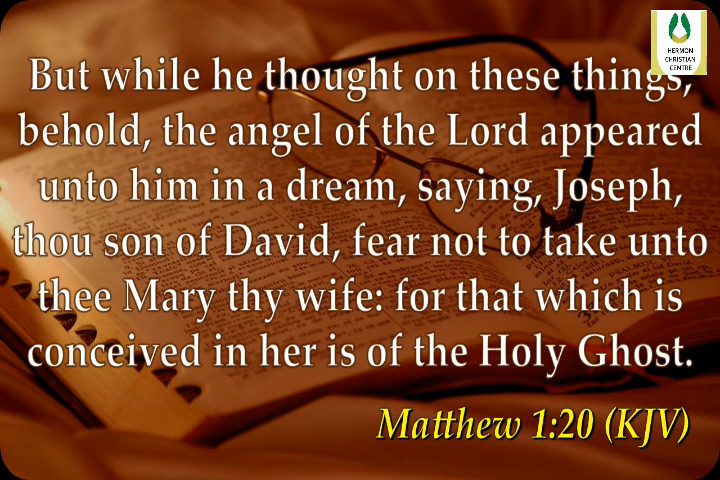 HERMON
CHRISTIAN
CENTRE
But while he thought on these things,
behold, the angel of the Lord appeared
unto him in a dream, saying, Joseph,
thou son of David, fear not to take unto
thee Mary thy wife: for that which is
conceived in her is of the Holy Ghost.
Matthew 1:20 (KJV)